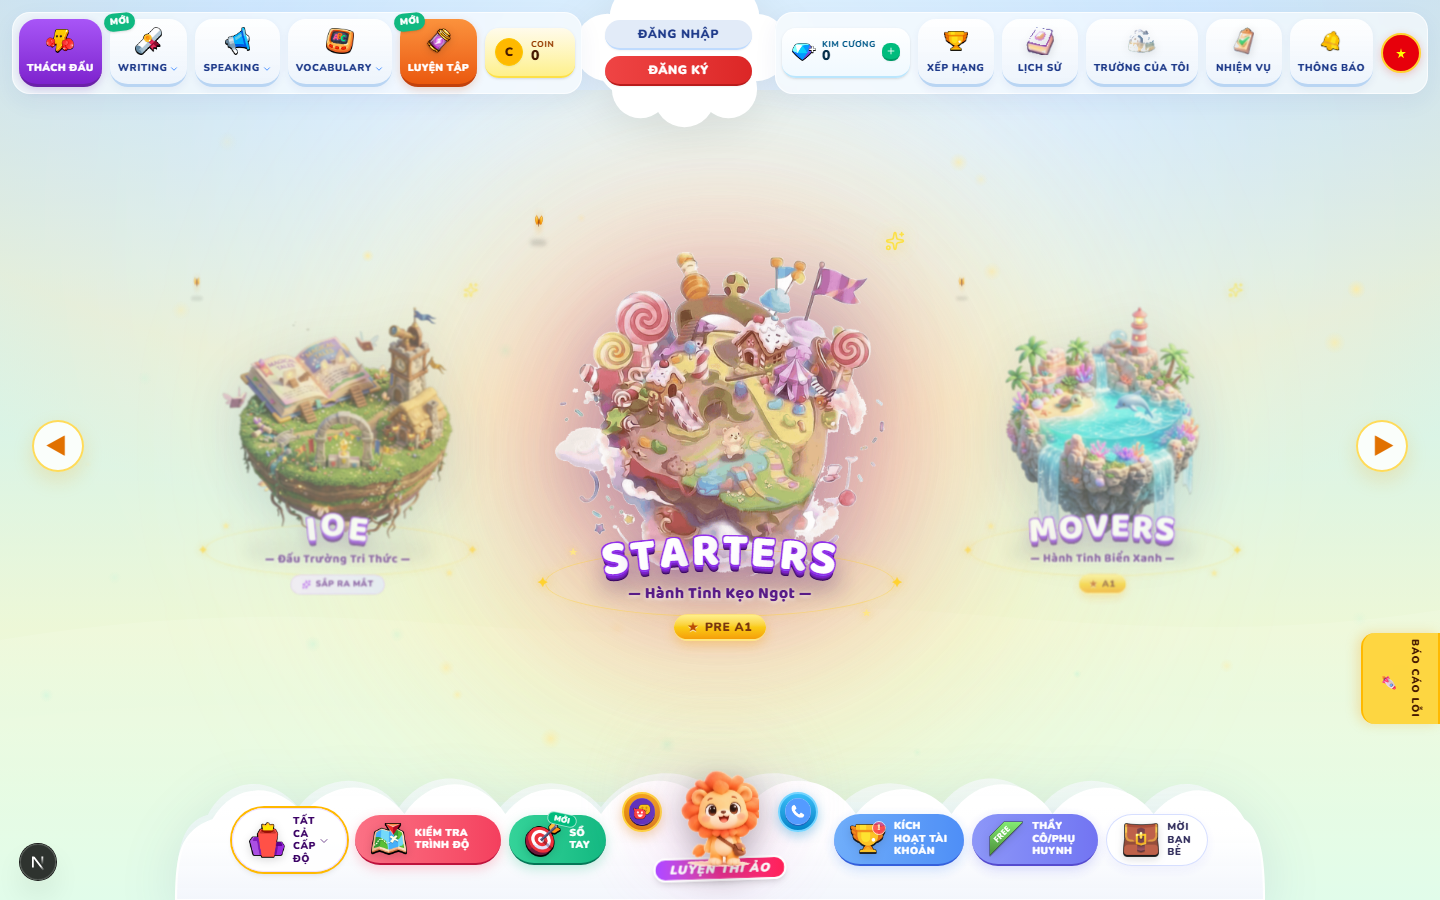 THÁCH ĐẤU
MỚI
WRITING
SPEAKING
VOCABULARY
MỚI
LUYỆN TẬP
C
COIN
0
ĐĂNG NHẬP
ĐĂNG KÝ
KIM CƯƠNG
0
+
XẾP HẠNG
LỊCH SỬ
TRƯỜNG CỦA TÔI
NHIỆM VỤ
THÔNG BÁO
IOE
— Đấu Trường Tri Thức —
SẮP RA MẮT
STARTERS
— Hành Tinh Kẹo Ngọt —
PRE A1
MOVERS
— Hành Tinh Biển Xanh —
A1
BÁO CÁO LỖI
N
TẤT
CẢ
CẤP
ĐỘ
KIỂM TRA
TRÌNH ĐỘ
MỚI
SỔ
TAY
LUYỆN THI ẢO
!
KÍCH
HOẠT TÀI
KHOẢN
FREE
THẦY
CÔ/PHỤ
HUYNH
MỜI
BẠN
BÈ